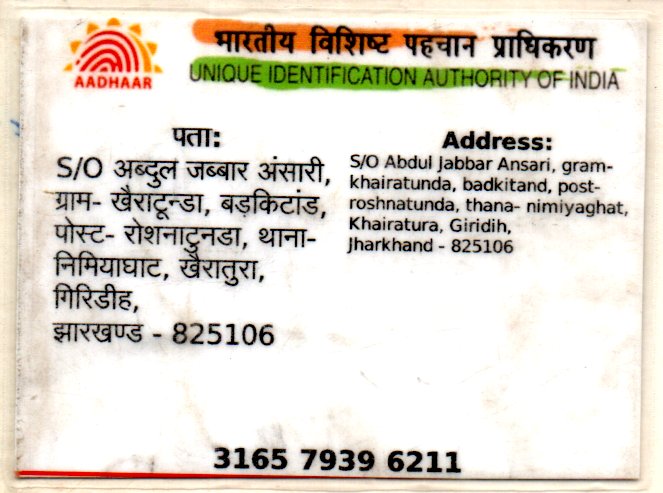 भारतीय विशिष्ट पहचान प्राधिकरण
AADHAAR
UNIQUE IDENTIFICATION AUTHORITY OF INDIA
पता:
S/O अब्दुल जब्बार अंसारी,
ग्राम- खैराटून्डा, बड़किटांड,
पोस्ट- रोशनाटुनडा, थाना-
निमियाघाट, खैरातुरा,
गिरिडीह,
झारखण्ड - 825106
Address:
S/O Abdul Jabbar Ansari, gram-
khairatunda, badkitand, post-
roshnatunda, thana- nimiyaghat,
Khairatura, Giridih,
Jharkhand - 825106
3165 7939 6211